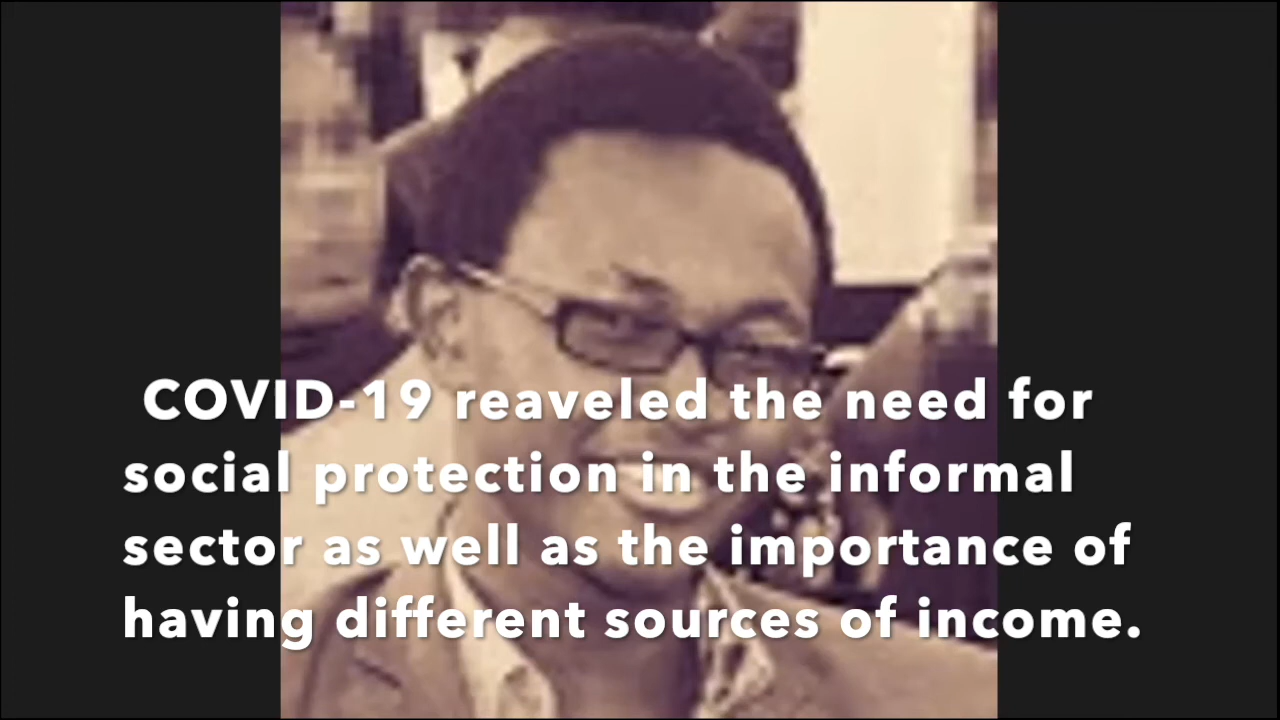 COVID-19 reaveled the need for
social protection in the informal
sector as well as the importance of
having different sources of income.